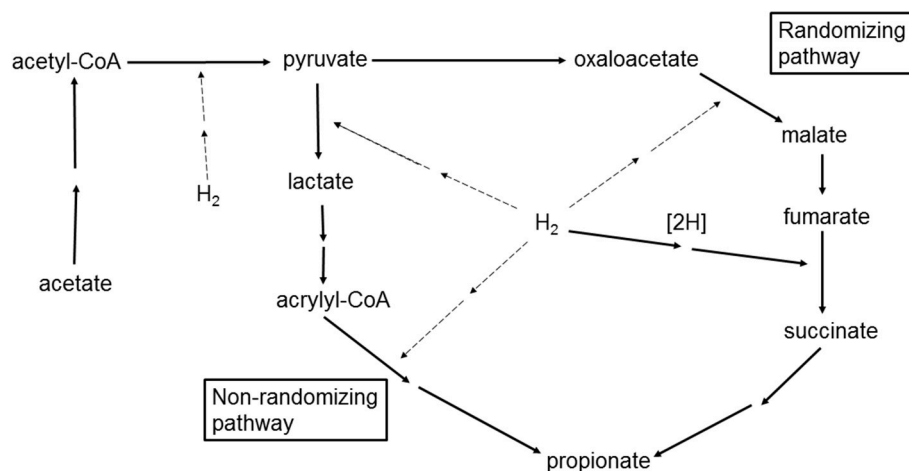 Randomizing
pathway
acetyl-CoA
pyruvate
oxaloacetate
malate
lactate
H₂
H₂
[2H]
fumarate
acetate
acrylyl-CoA
succinate
Non-randomizing
pathway
propionate